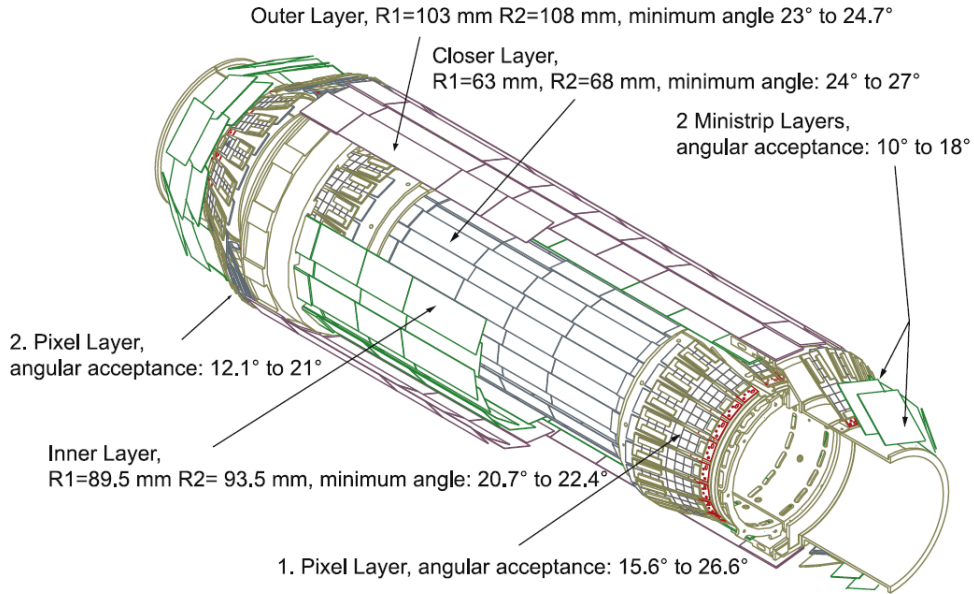 Outer Layer, R1=103 mm R2=108 mm, minimum angle 23° to 24.7°
Closer Layer,
R1=63 mm, R2=68 mm, minimum angle: 24° to 27°
2 Ministrip Layers,
angular acceptance: 10° to 18°
2. Pixel Layer,
angular acceptance: 12.1° to 21°
Inner Layer,
R1=89.5 mm R2= 93.5 mm, minimum angle: 20.7° to 22.4°
1. Pixel Layer, angular acceptance: 15.6° to 26.6°